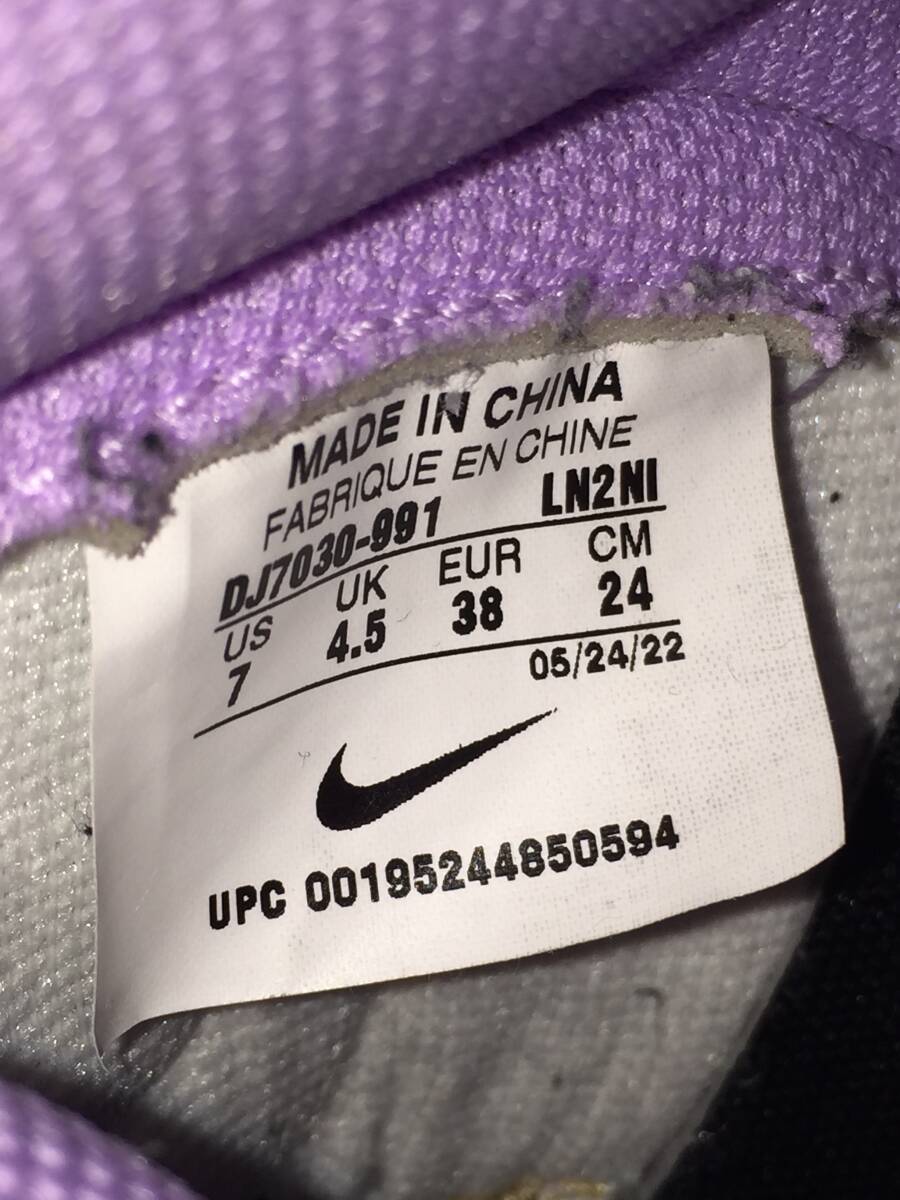 MADE IN CHINA
FABRIQUE EN CHINE
DJ7030-991 LN2NI
US UK EUR CM
7 4.5 38 24
05/24/22
UPC 00195244850594